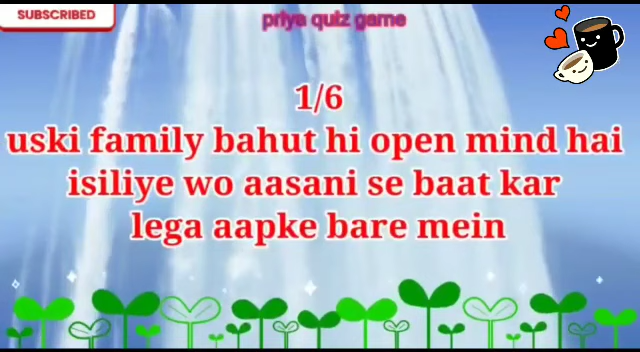 SUBSCRIBED
priya quiz game
1/6
uski family bahut hi open mind hai
isiliye wo aasani se baat kar
lega aapke bare mein